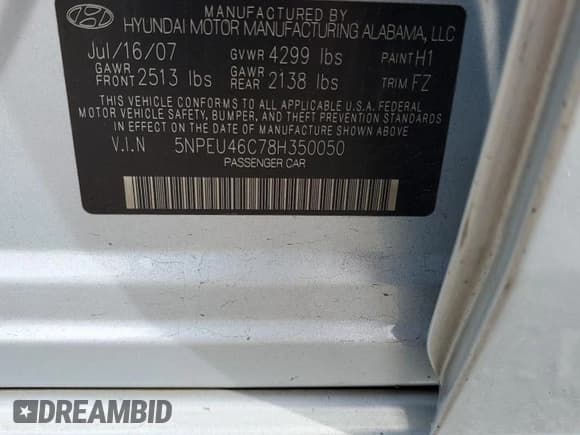 MANUFACTURED BY
HYUNDAI MOTOR MANUFACTURING ALABAMA, LLC
Jul/16/07 GVWR 4299 lbs PAINT H1
GAWR FRONT 2513 lbs GAWR REAR 2138 lbs TRIM FZ
THIS VEHICLE CONFORMS TO ALL APPLICABLE U.S.A. FEDERAL
MOTOR VEHICLE SAFETY, BUMPER, AND THEFT PREVENTION STANDARDS
IN EFFECT ON THE DATE OF MANUFACTURE SHOWN ABOVE.
V.I.N 5NPEU46C78H350050
PASSENGER CAR
DREAMBID